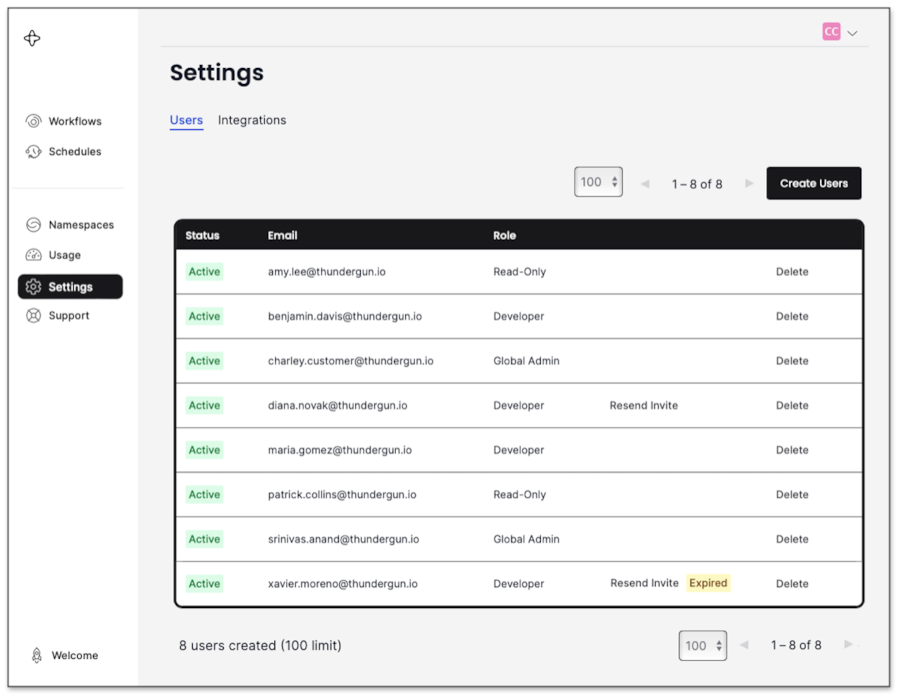 CC
Settings
Workflows
Users Integrations
Schedules
100 1–8 of 8 Create Users
Namespaces
Usage
Settings
Support
Status Email Role
Active amy.lee@thundergun.io Read-Only Delete
Active benjamin.davis@thundergun.io Developer Delete
Active charley.customer@thundergun.io Global Admin Delete
Active diana.novak@thundergun.io Developer Resend Invite Delete
Active maria.gomez@thundergun.io Developer Delete
Active patrick.collins@thundergun.io Read-Only Delete
Active srinivas.anand@thundergun.io Global Admin Delete
Active xavier.moreno@thundergun.io Developer Resend Invite Expired Delete
8 users created (100 limit) 100 1–8 of 8
Welcome